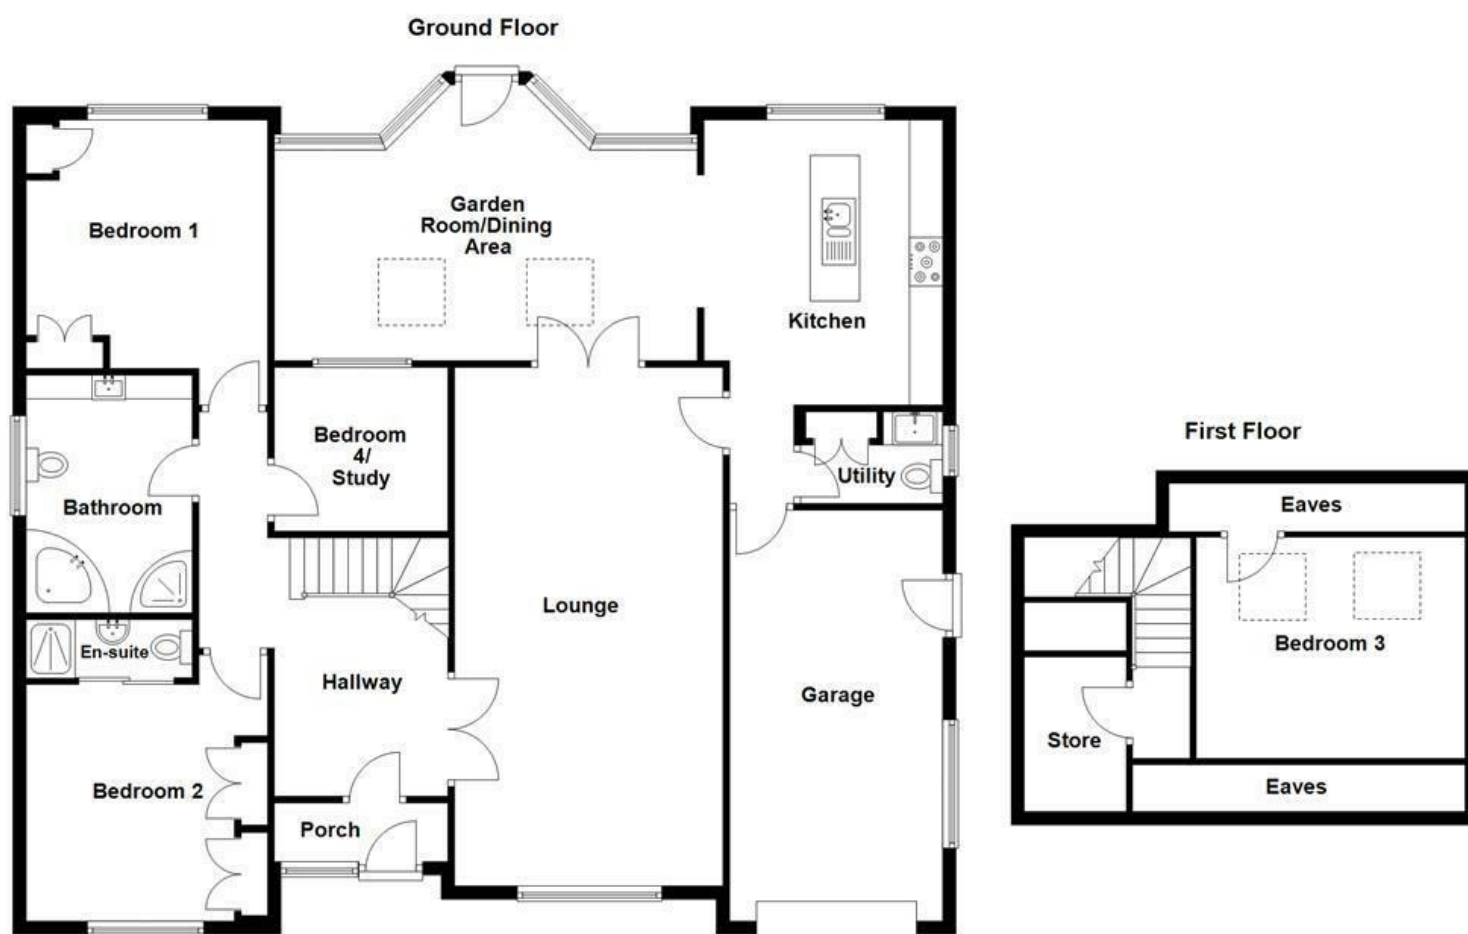 Ground Floor
Bedroom 1
Garden
Room/Dining
Area
Kitchen
Bedroom
4/
Study
Utility
Bathroom
En-suite
Lounge
Hallway
Garage
Bedroom 2
Porch
First Floor
Eaves
Bedroom 3
Store
Eaves